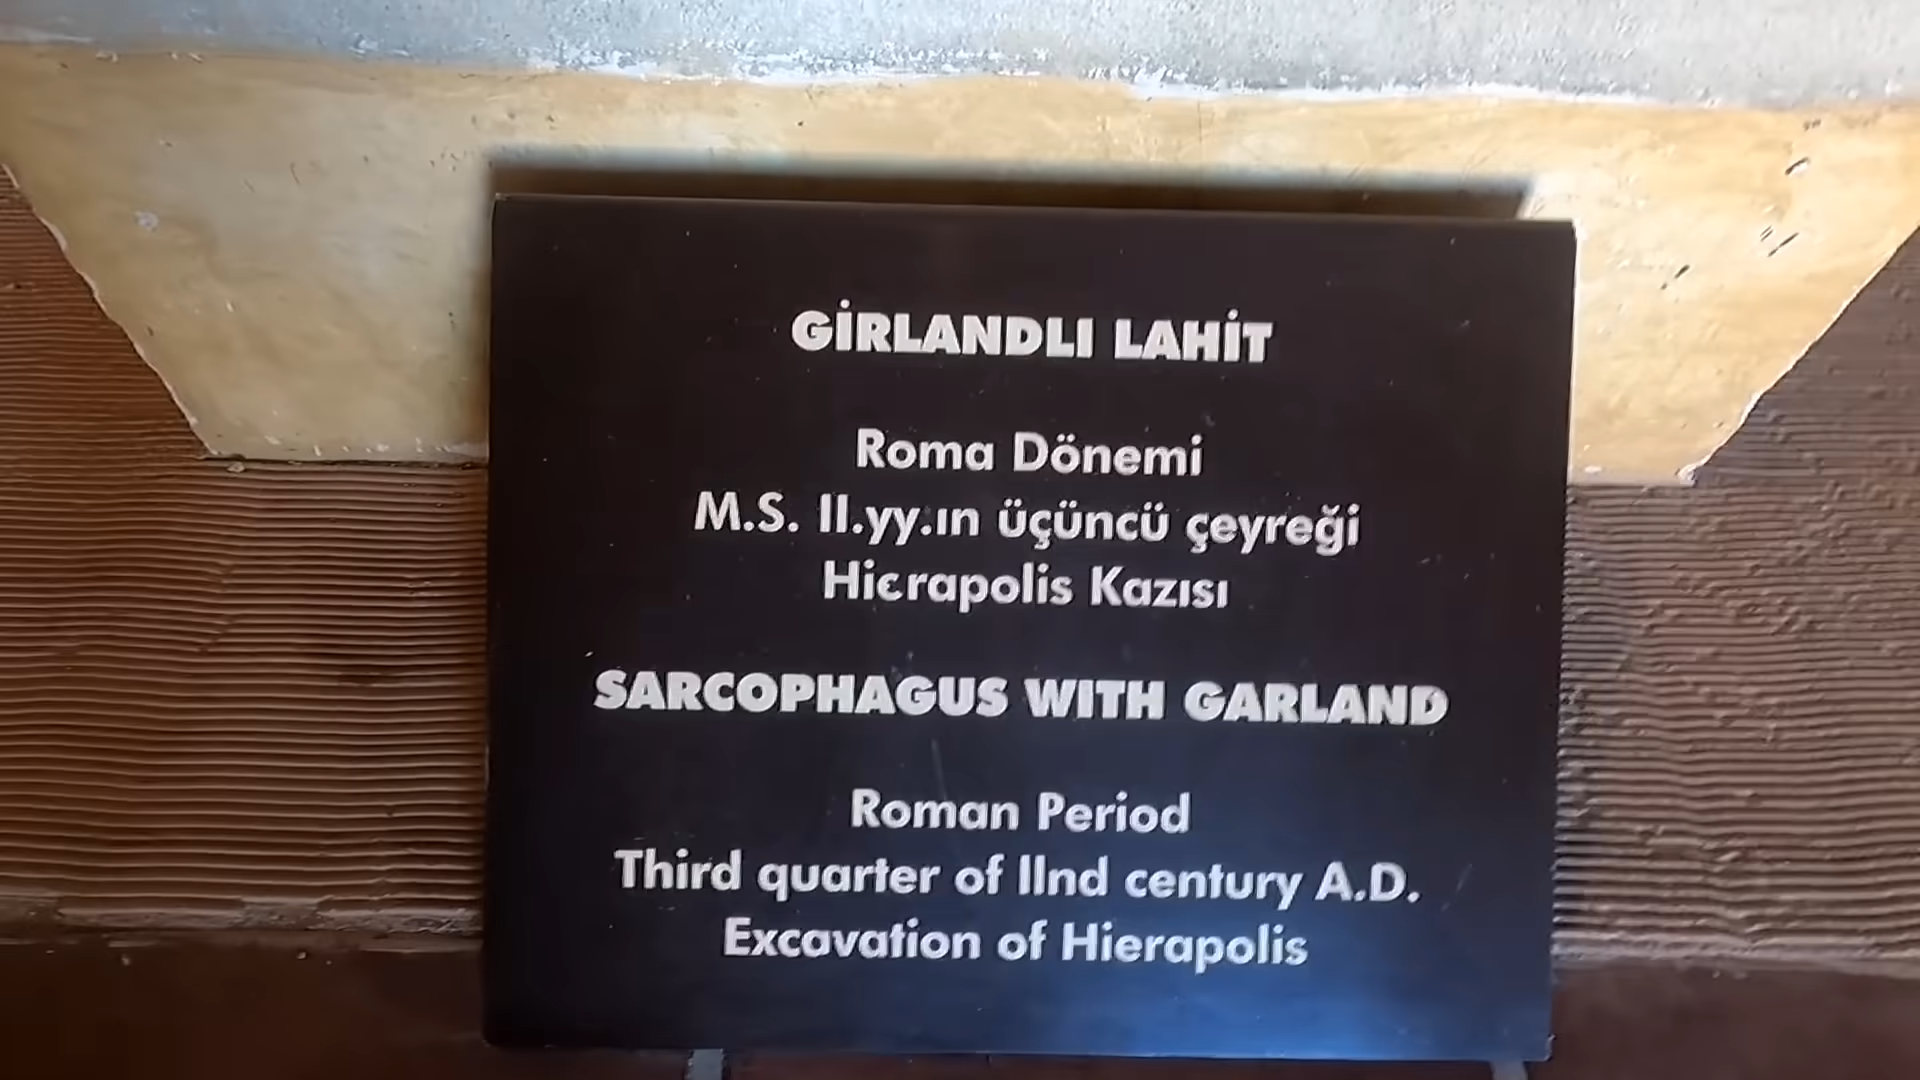 GİRLANDLI LAHİT
Roma Dönemi
M.S. II.yy.ın üçüncü çeyreği
Hierapolis Kazısı
SARCOPHAGUS WITH GARLAND
Roman Period
Third quarter of IInd century A.D.
Excavation of Hierapolis